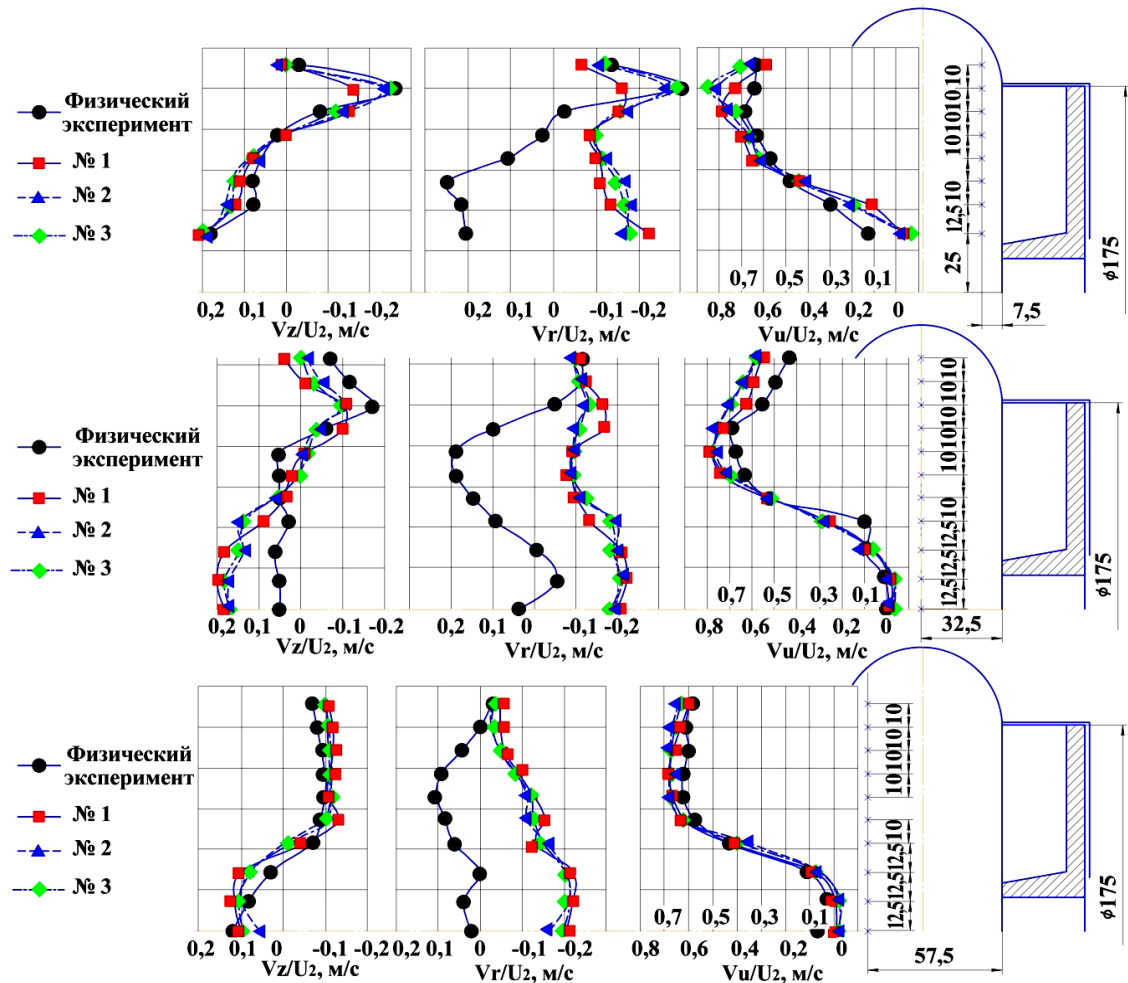 Физический
эксперимент
№ 1
№ 2
№ 3
0,2 0,1 0 -0,1 -0,2
Vz/U2, м/с
0,2 0,1 0 -0,1 -0,2
Vr/U2, м/с
0,7 0,5 0,3 0,1
0,8 0,6 0,4 0,2 0
Vu/U2, м/с
10 10 10 10 10 10 12,5 25
7,5
ϕ175
Физический
эксперимент
№ 1
№ 2
№ 3
0,2 0,1 0 -0,1 -0,2
Vz/U2, м/с
0,2 0,1 0 -0,1 -0,2
Vr/U2, м/с
0,7 0,5 0,3 0,1
0,8 0,6 0,4 0,2 0
Vu/U2, м/с
10 10 10 10 10 10 10 12,5 12,5 12,5
32,5
ϕ175
Физический
эксперимент
№ 1
№ 2
№ 3
0,2 0,1 0 -0,1 -0,2
Vz/U2, м/с
0,2 0,1 0 -0,1 -0,2
Vr/U2, м/с
0,7 0,5 0,3 0,1
0,8 0,6 0,4 0,2 0
Vu/U2, м/с
10 10 10 10 10 12,5 12,5 12,5
57,5
ϕ175